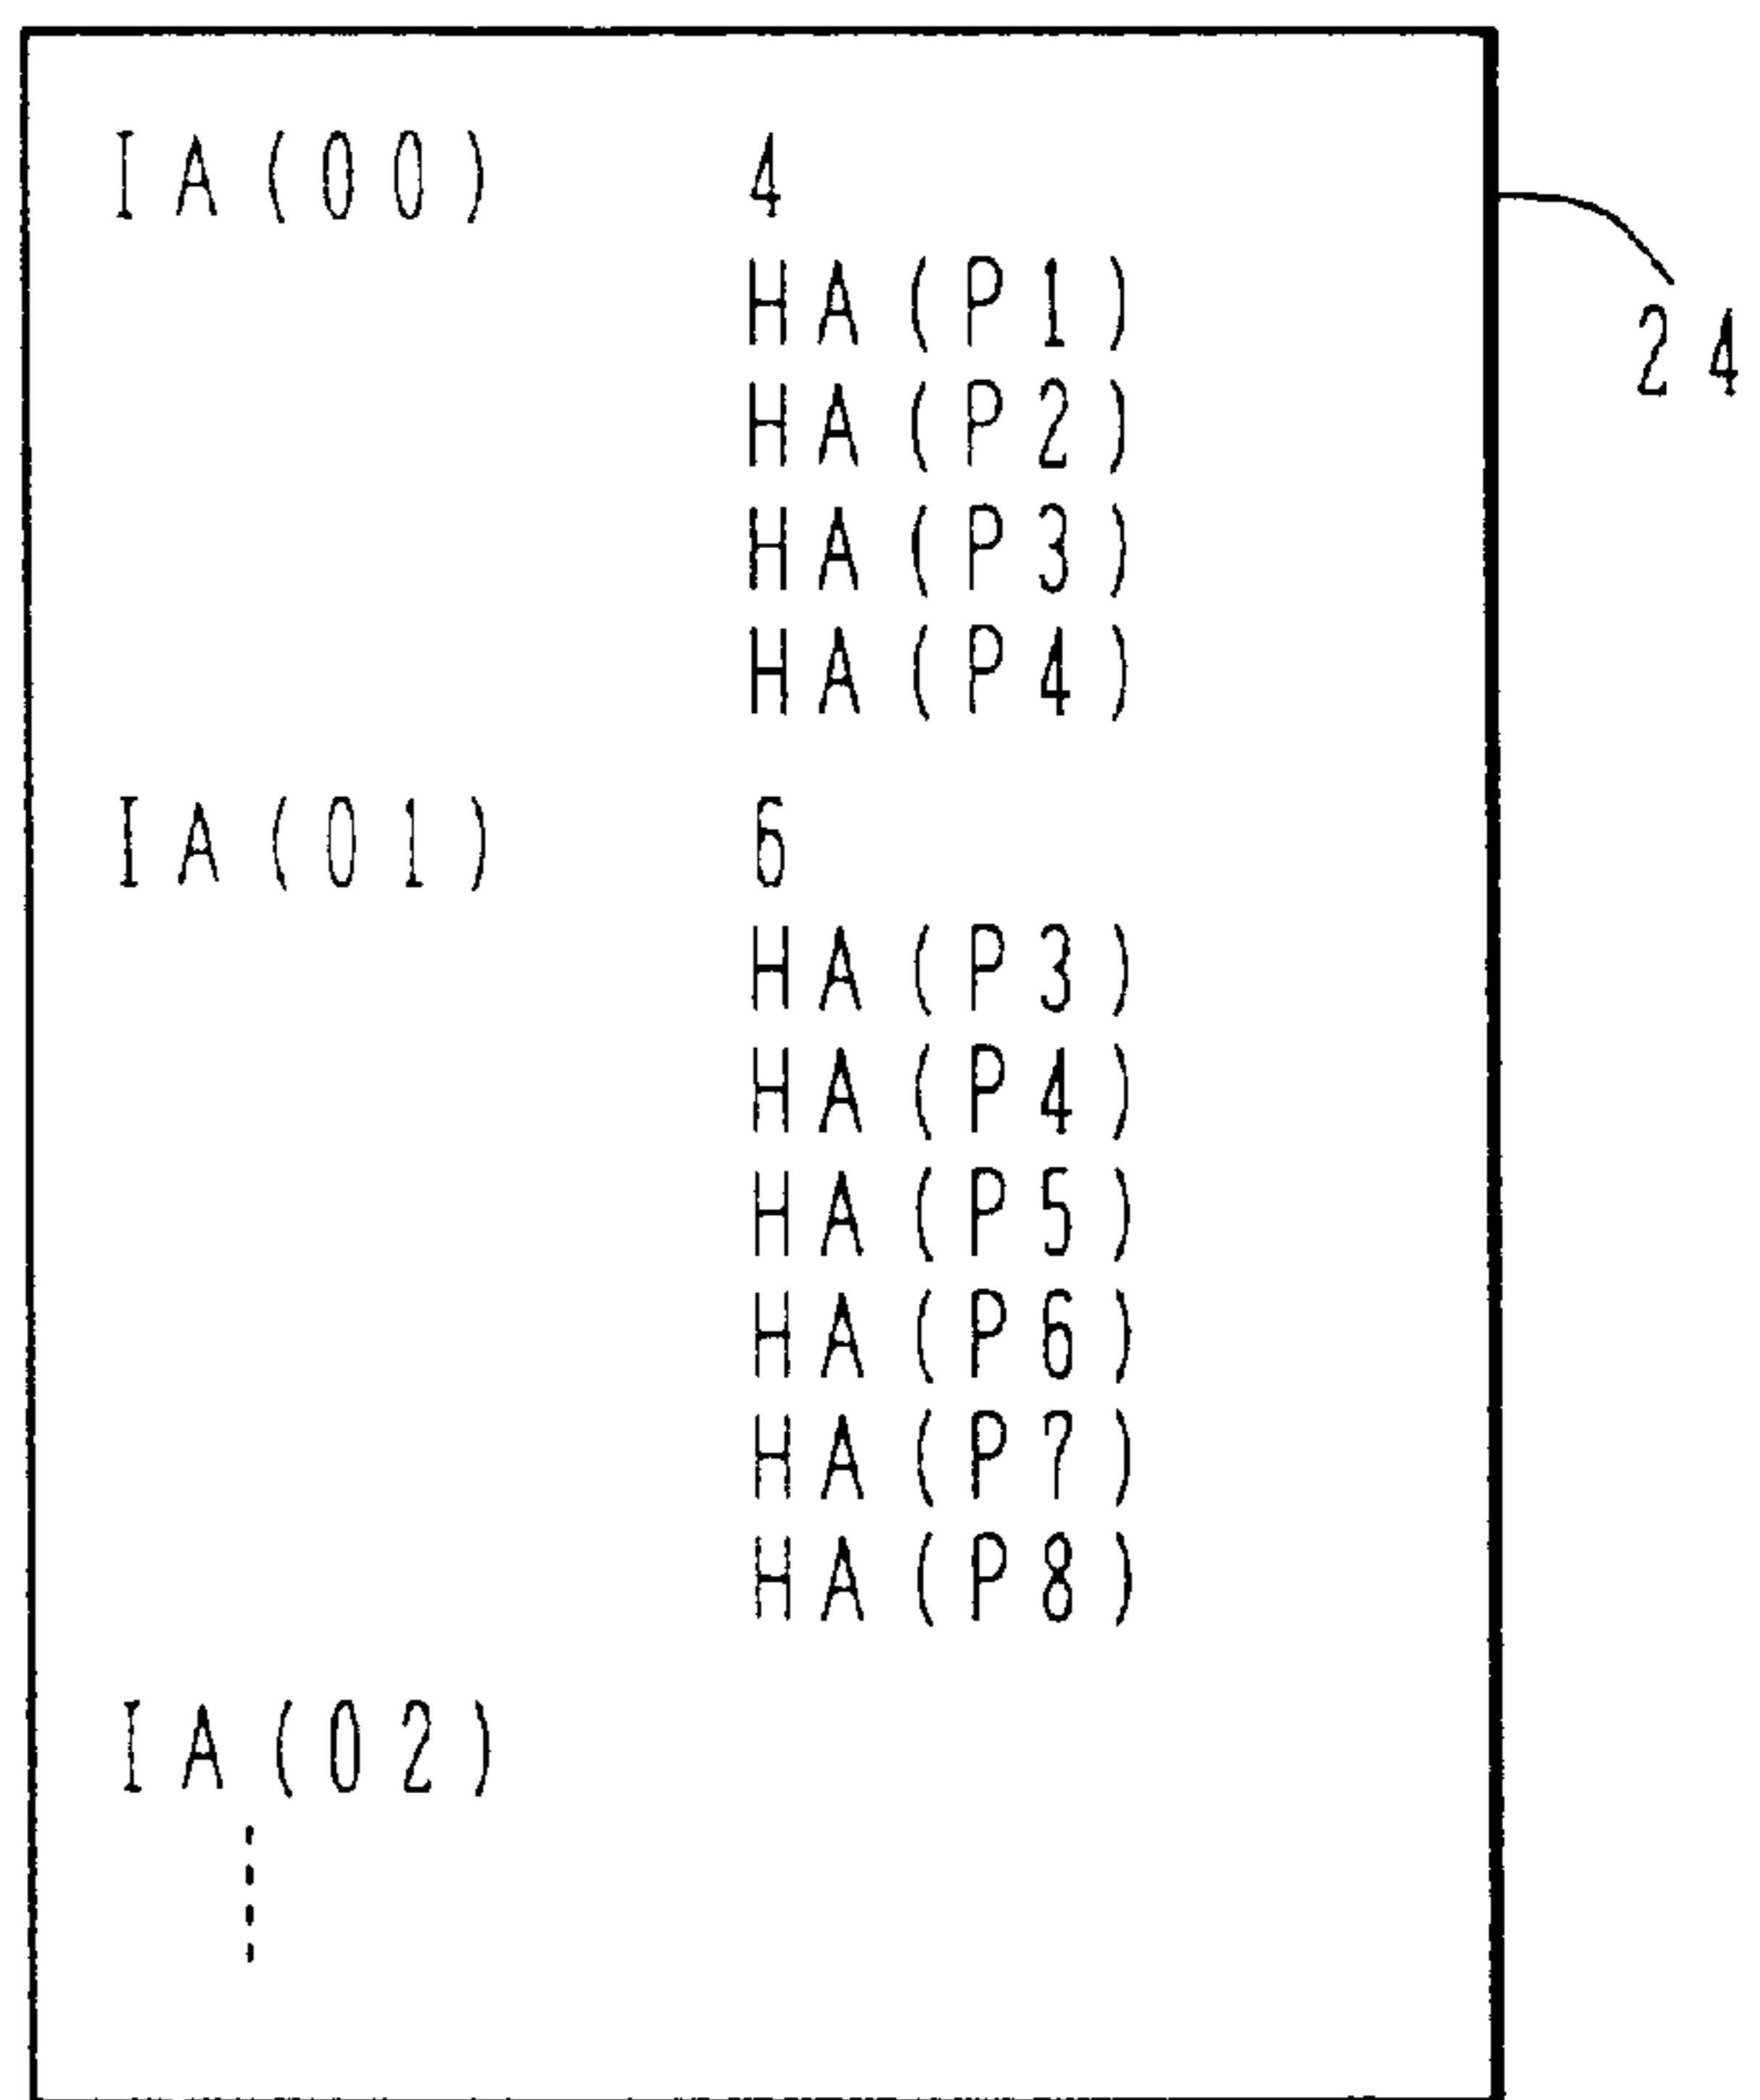 IA(00) 4
HA(P1)
24
HA(P2)
HA(P3)
HA(P4)
IA(01) 6
HA(P3)
HA(P4)
HA(P5)
HA(P6)
HA(P7)
HA(P8)
IA(02)